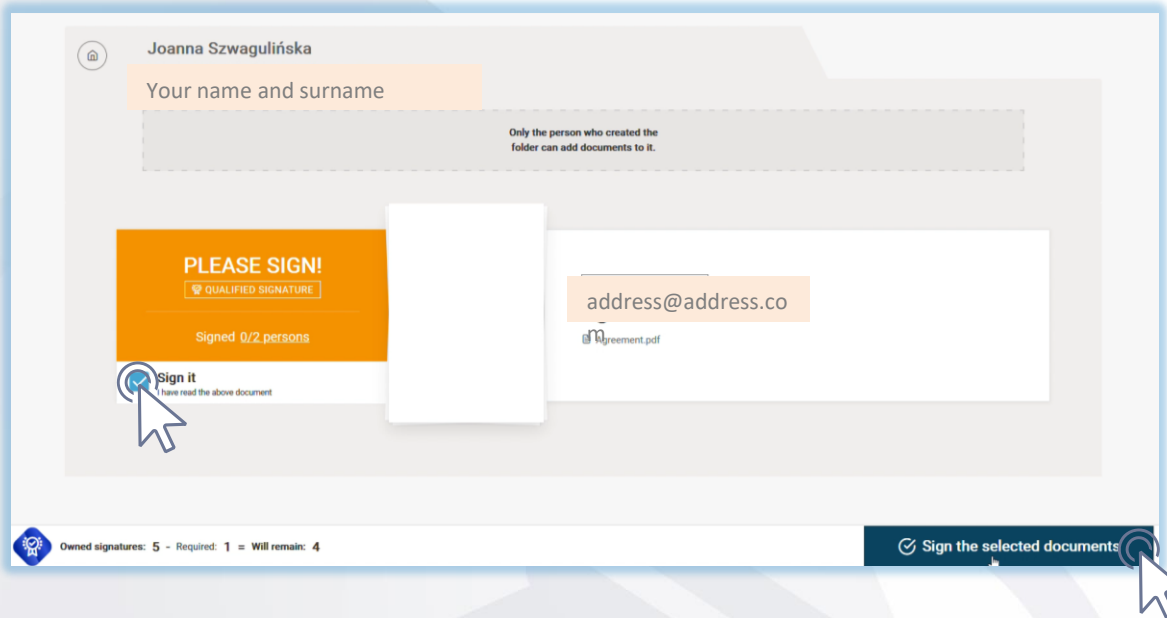 Joanna Szwagulińska
Your name and surname
Only the person who created the
folder can add documents to it.
PLEASE SIGN!
QUALIFIED SIGNATURE
Signed 0/2 persons
address@address.co
m
Agreement.pdf
Sign it
I have read the above document
Owned signatures: 5 - Required: 1 = Will remain: 4
Sign the selected documents